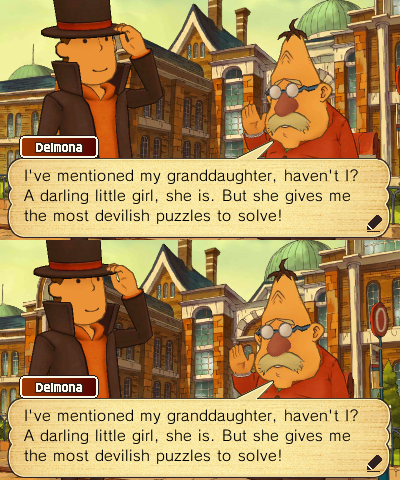 Delmona
I've mentioned my granddaughter, haven't I?
A darling little girl, she is. But she gives me
the most devilish puzzles to solve!
Delmona
I've mentioned my granddaughter, haven't I?
A darling little girl, she is. But she gives me
the most devilish puzzles to solve!